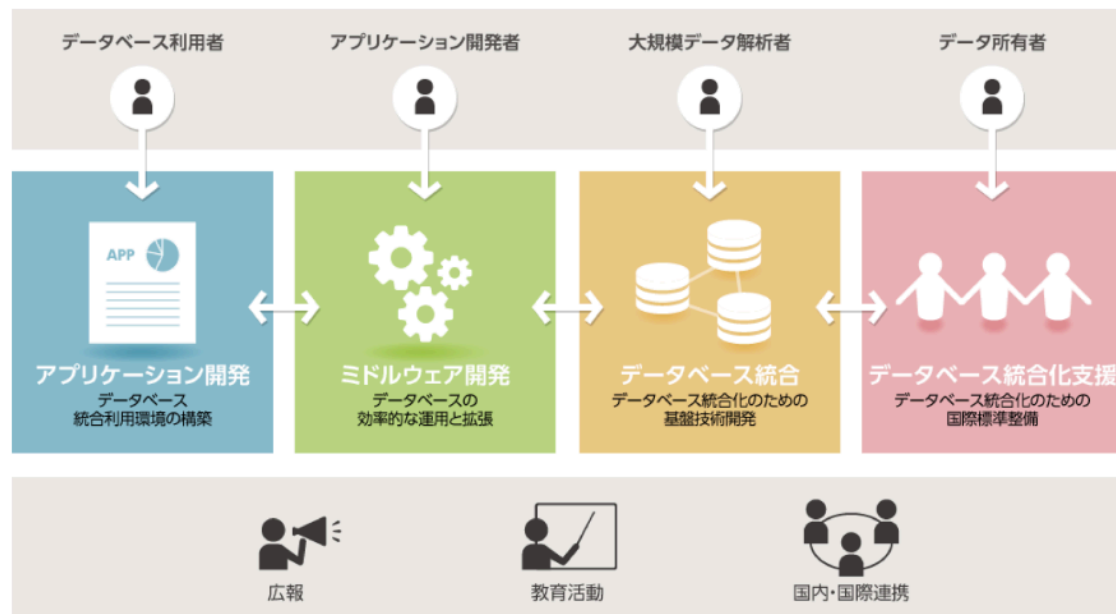 データベース利用者
アプリケーション開発者
大規模データ解析者
データ所有者
APP
アプリケーション開発
データベース
統合利用環境の構築
ミドルウェア開発
データベースの
効率的な運用と拡張
データベース統合
データベース統合化のための
基盤技術開発
データベース統合化支援
データベース統合化のための
国際標準整備
広報
教育活動
国内・国際連携